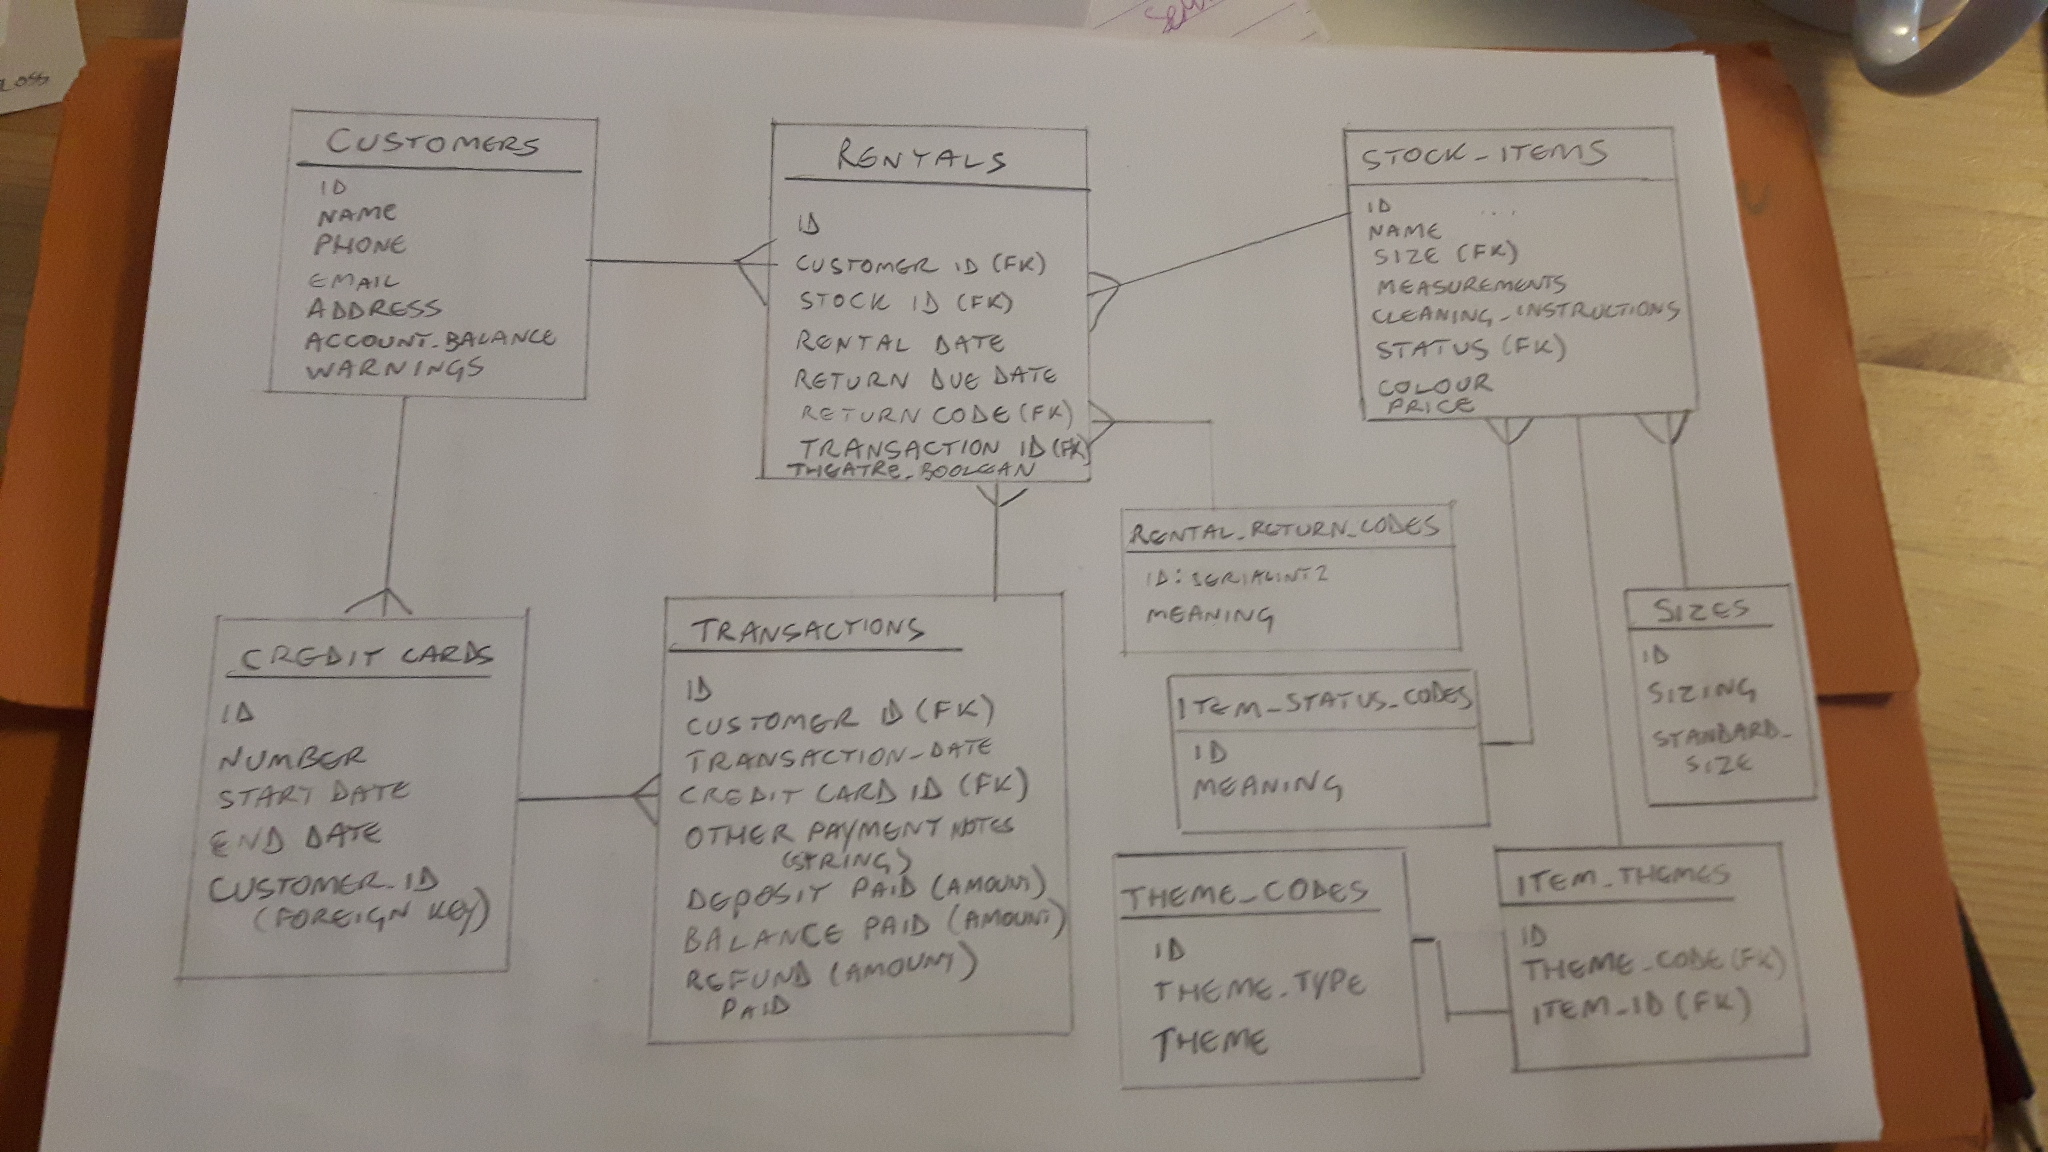 CUSTOMERS
ID
NAME
PHONE
EMAIL
ADDRESS
ACCOUNT_BALANCE
WARNINGS
RENTALS
ID
CUSTOMER ID (FK)
STOCK ID (FK)
RENTAL DATE
RETURN DUE DATE
RETURN CODE (FK)
TRANSACTION ID (FK)
THEATRE_BOOLEAN
STOCK_ITEMS
ID ...
NAME
SIZE (FK)
MEASUREMENTS
CLEANING_INSTRUCTIONS
STATUS (FK)
COLOUR
PRICE
CREDIT CARDS
ID
NUMBER
START DATE
END DATE
CUSTOMER_ID
(FOREIGN KEY)
TRANSACTIONS
ID
CUSTOMER ID (FK)
TRANSACTION_DATE
CREDIT CARD ID (FK)
OTHER PAYMENT NOTES
(STRING)
DEPOSIT PAID (AMOUNT)
BALANCE PAID (AMOUNT)
REFUND (AMOUNT)
PAID
RENTAL_RETURN_CODES
ID: SERIALINT2
MEANING
ITEM_STATUS_CODES
ID
MEANING
SIZES
ID
SIZING
STANDARD_
SIZE
THEME_CODES
ID
THEME_TYPE
THEME
ITEM_THEMES
ID
THEME_CODE (FK)
ITEM_ID (FK)